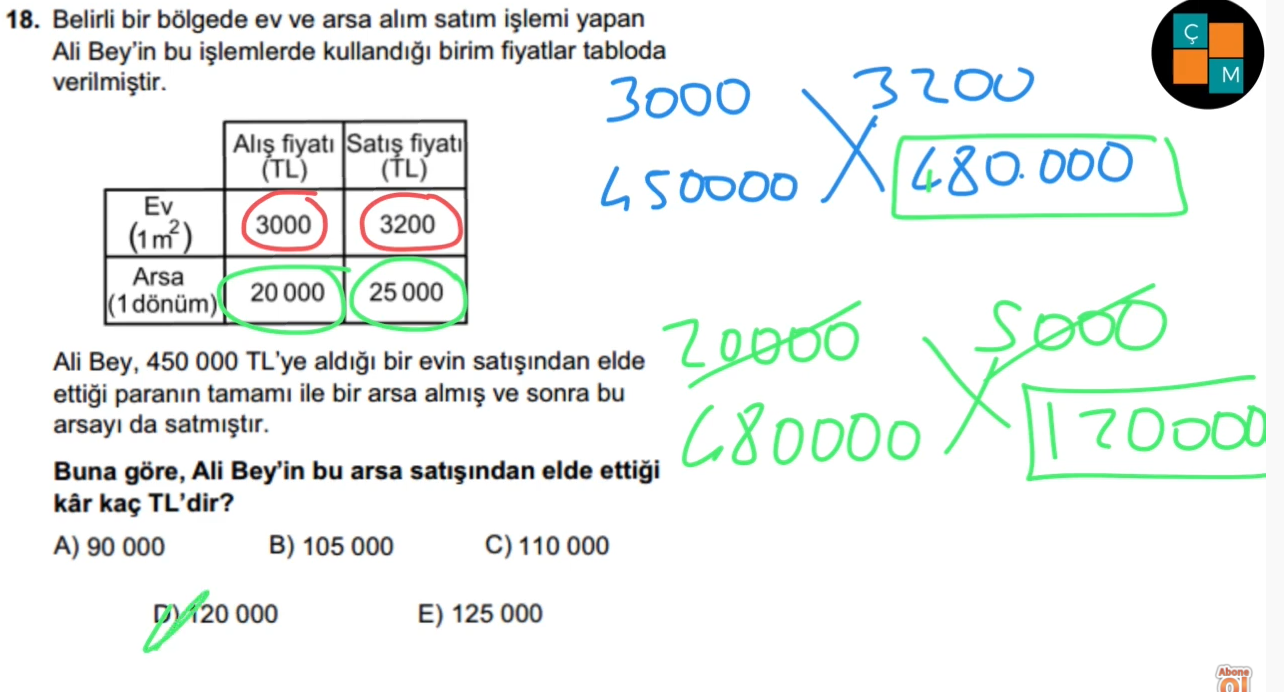 18. Belirli bir bölgede ev ve arsa alım satım işlemi yapan
Ali Bey'in bu işlemlerde kullandığı birim fiyatlar tabloda
verilmiştir.
Alış fiyatı (TL) Satış fiyatı (TL)
Ev (1 m²) 3000 3200
Arsa (1 dönüm) 20 000 25 000
Ali Bey, 450 000 TL'ye aldığı bir evin satışından elde
ettiği paranın tamamı ile bir arsa almış ve sonra bu
arsayı da satmıştır.
Buna göre, Ali Bey'in bu arsa satışından elde ettiği
kâr kaç TL'dir?
A) 90 000 B) 105 000 C) 110 000
D) 120 000 E) 125 000
3000 3200
450000 480.000
20000 5000
480000 120000
Ç
M
Abone
Ol